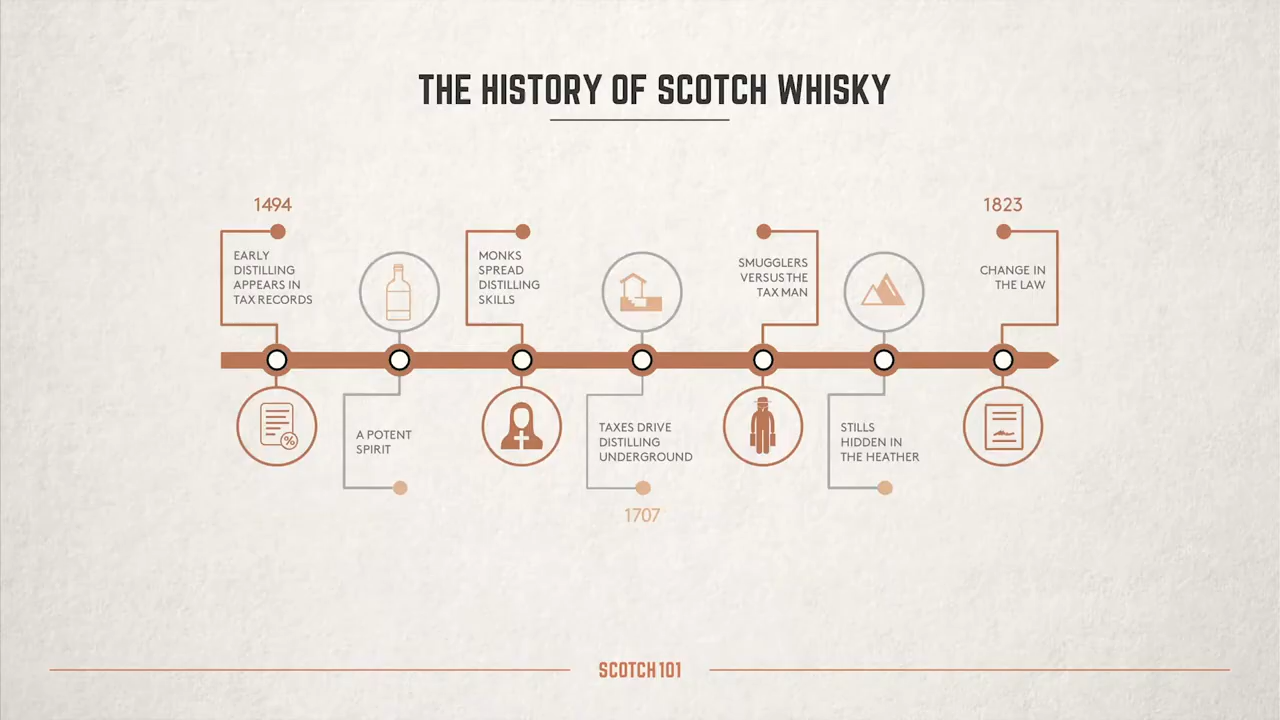 THE HISTORY OF SCOTCH WHISKY
1494
EARLY
DISTILLING
APPEARS IN
TAX RECORDS
A POTENT
SPIRIT
MONKS
SPREAD
DISTILLING
SKILLS
TAXES DRIVE
DISTILLING
UNDERGROUND
1707
SMUGGLERS
VERSUS THE
TAX MAN
STILLS
HIDDEN IN
THE HEATHER
1823
CHANGE IN
THE LAW
%
SCOTCH 101